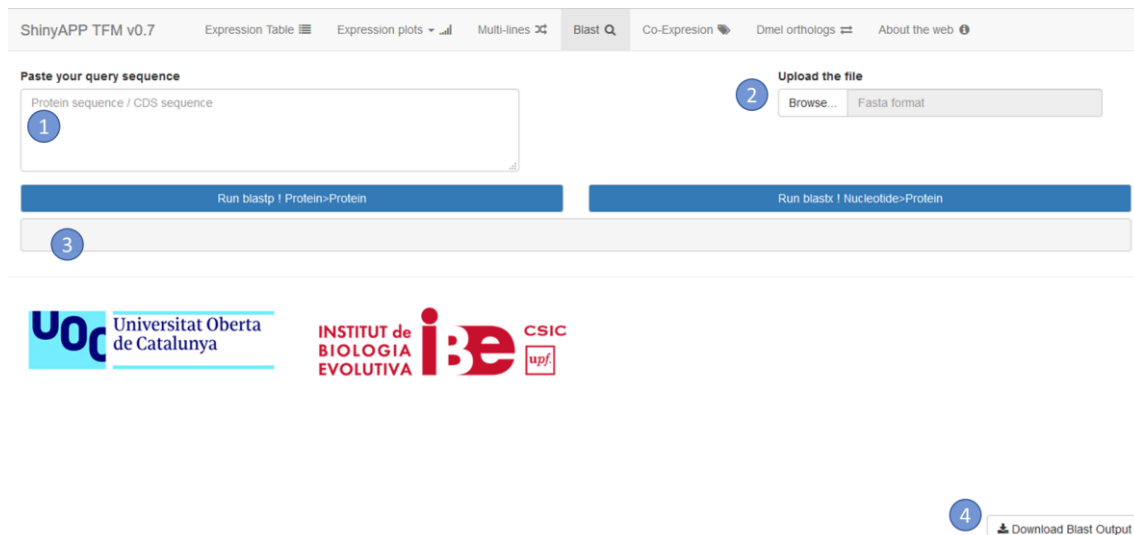 ShinyAPP TFM v0.7 Expression Table Expression plots Multi-lines Blast Co-Expresion Dmel orthologs About the web
Paste your query sequence Upload the file
Protein sequence / CDS sequence 2 Browse... Fasta format
1
Run blastp ! Protein>Protein Run blastx ! Nucleotide>Protein
3
UOC Universitat Oberta
de Catalunya
INSTITUT de
BIOLOGIA
EVOLUTIVA
iBE
CSIC
upf.
4
Download Blast Output